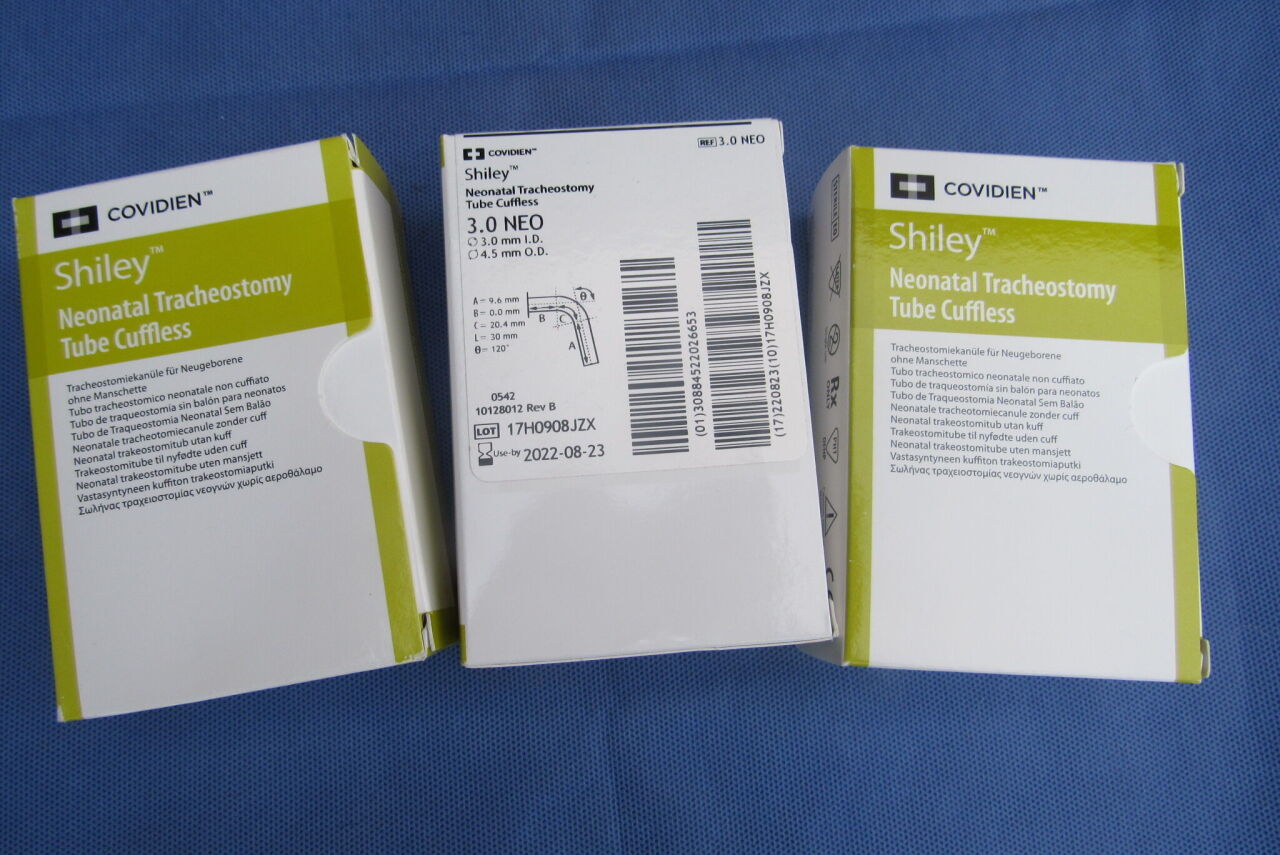 COVIDIEN™
Shiley™
Neonatal Tracheostomy
Tube Cuffless
Tracheostomiekanüle für Neugeborene
ohne Manschette
Tubo tracheostomico neonatale non cuffiato
Tubo de traqueostomia sin balón para neonatos
Tubo de Traqueostomia Neonatal Sem Balão
Neonatale tracheotomiecanule zonder cuff
Neonatal trakeostomitub utan kuff
Trakeostomitube til nyfødte uden cuff
Neonatal trakeostomitube uten mansjett
Vastasyntyneen kuffiton trakeostomiaputki
Σωλήνας τραχειοστομίας νεογνών χωρίς αεροθάλαμο
COVIDIEN™
REF 3.0 NEO
Shiley™
Neonatal Tracheostomy
Tube Cuffless
3.0 NEO
∅ 3.0 mm I.D.
∅ 4.5 mm O.D.
A= 9.6 mm
B= 0.0 mm
C= 20.4 mm
L= 30 mm
θ= 120°
θ
B
C
A
0542
10128012 Rev B
LOT 17H0908JZX
Use-by 2022-08-23
(01)30884522026653
(17)220823(10)17H0908JZX
Rx
ONLY
COVIDIEN™
Shiley™
Neonatal Tracheostomy
Tube Cuffless
Tracheostomiekanüle für Neugeborene
ohne Manschette
Tubo tracheostomico neonatale non cuffiato
Tubo de traqueostomia sin balón para neonatos
Tubo de Traqueostomia Neonatal Sem Balão
Neonatale tracheotomiecanule zonder cuff
Neonatal trakeostomitub utan kuff
Trakeostomitube til nyfødte uden cuff
Neonatal trakeostomitube uten mansjett
Vastasyntyneen kuffiton trakeostomiaputki
Σωλήνας τραχειοστομίας νεογνών χωρίς αεροθάλαμο